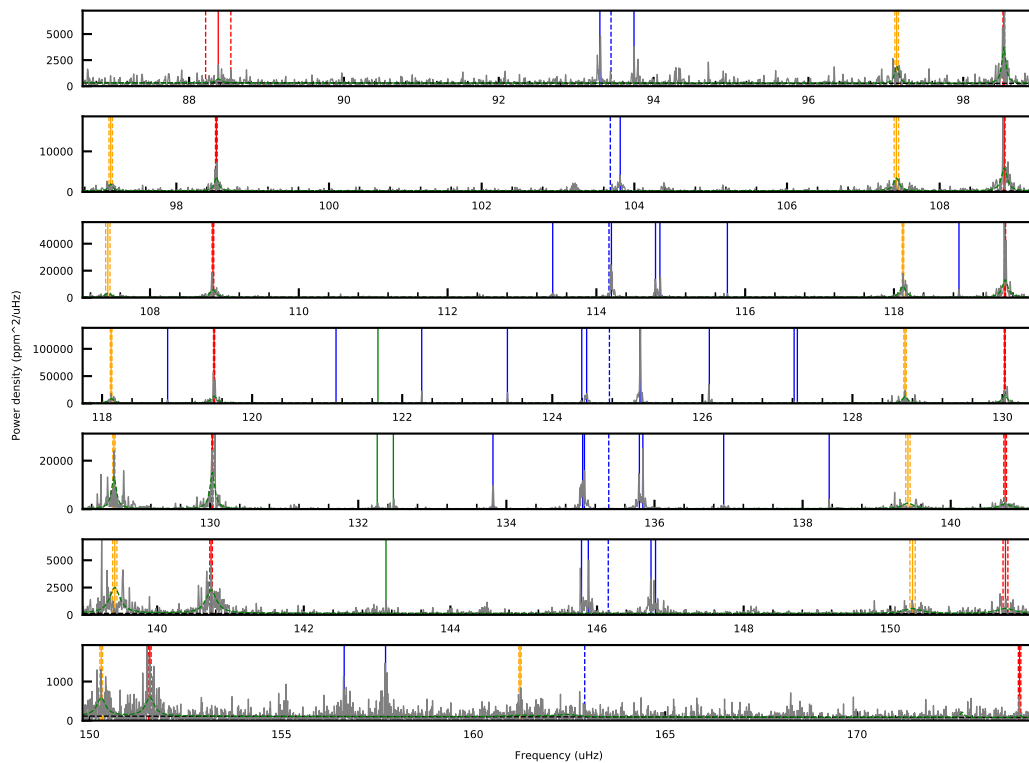 5000
2500
0
88 90 92 94 96 98
10000
0
98 100 102 104 106 108
40000
20000
0
108 110 112 114 116 118
100000
50000
0
118 120 122 124 126 128 130
20000
0
130 132 134 136 138 140
5000
2500
0
140 142 144 146 148 150
1000
0
150 155 160 165 170
Power density (ppm^2/uHz)
Frequency (uHz)